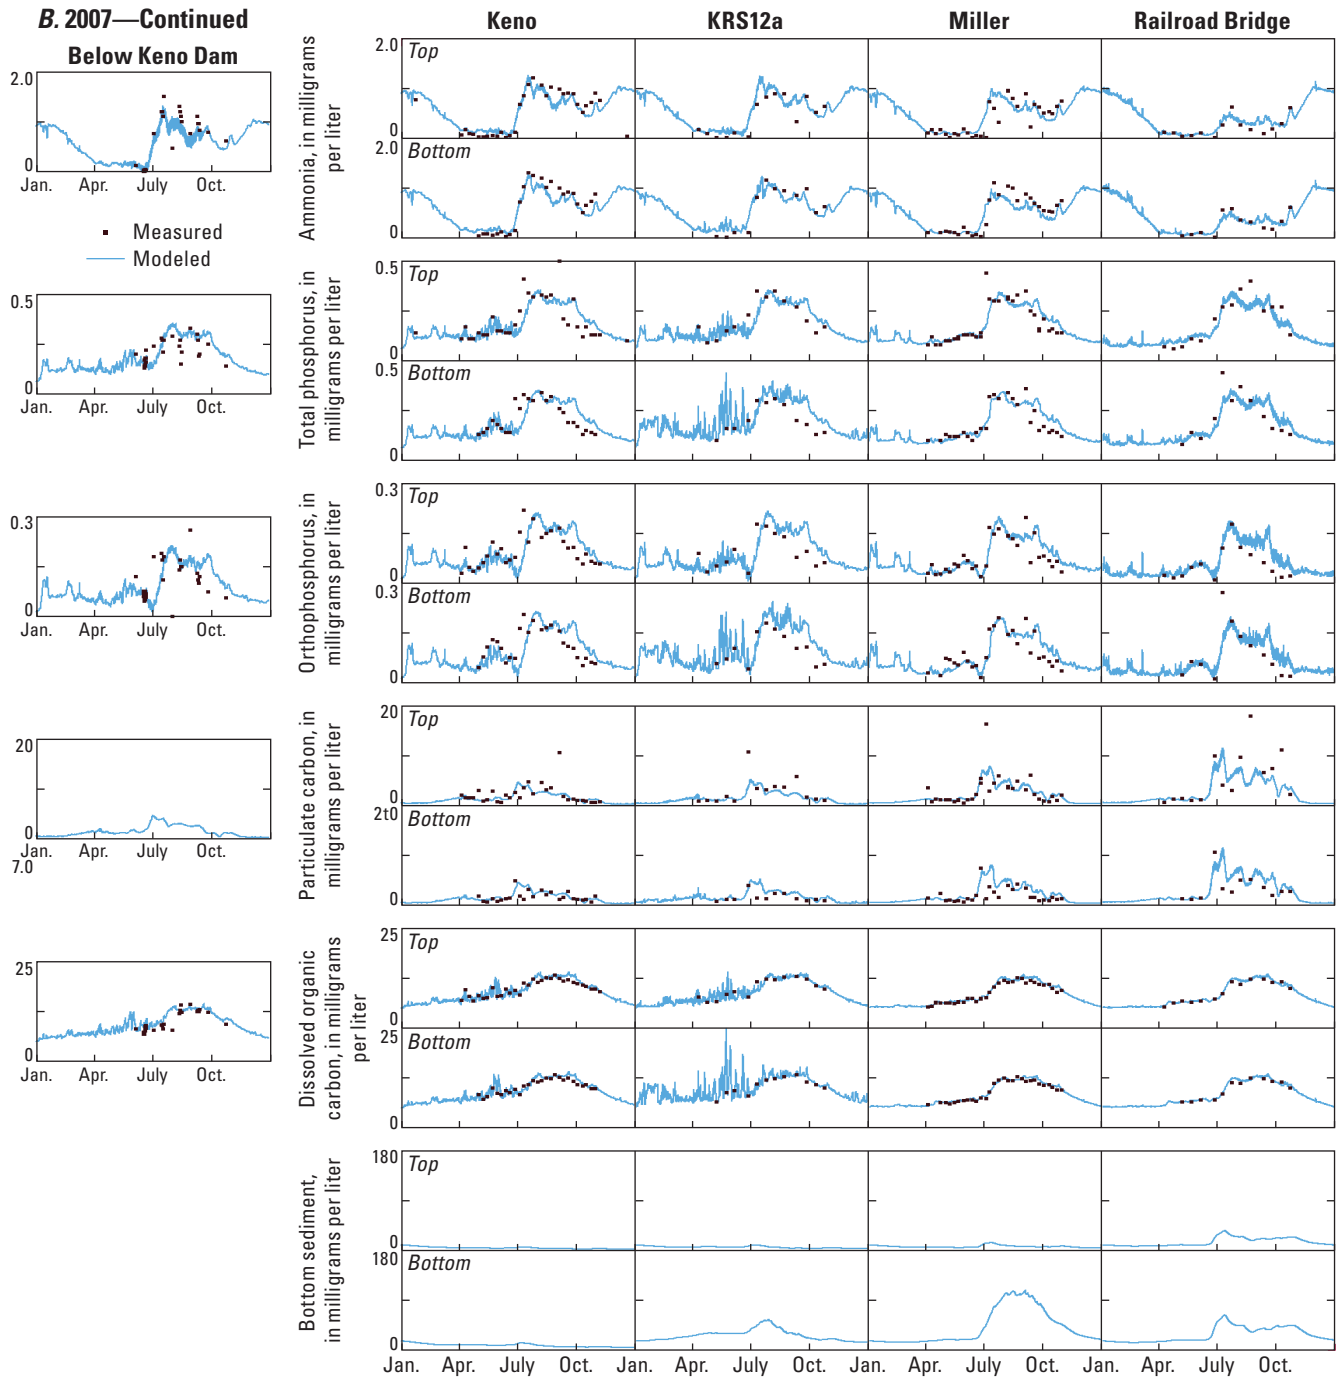 B. 2007—Continued
Below Keno Dam
2.0
0
Jan. Apr. July Oct.
Measured
Modeled
0.5
0
Jan. Apr. July Oct.
0.3
0
Jan. Apr. July Oct.
20
0
Jan. Apr. July Oct.
7.0
25
0
Jan. Apr. July Oct.
Keno KRS12a Miller Railroad Bridge
Ammonia, in milligrams
per liter
2.0
Top
0
2.0
Bottom
0
Total phosphorus, in
milligrams per liter
0.5
Top
0
0.5
Bottom
0
Orthophosphorus, in
milligrams per liter
0.3
Top
0
0.3
Bottom
0
Particulate carbon, in
milligrams per liter
20
Top
0
2t0
Bottom
0
Dissolved organic
carbon, in milligrams
per liter
25
Top
0
25
Bottom
0
Bottom sediment,
in milligrams per liter
180
Top
0
180
Bottom
0
Jan. Apr. July Oct. Jan. Apr. July Oct. Jan. Apr. July Oct. Jan. Apr. July Oct.